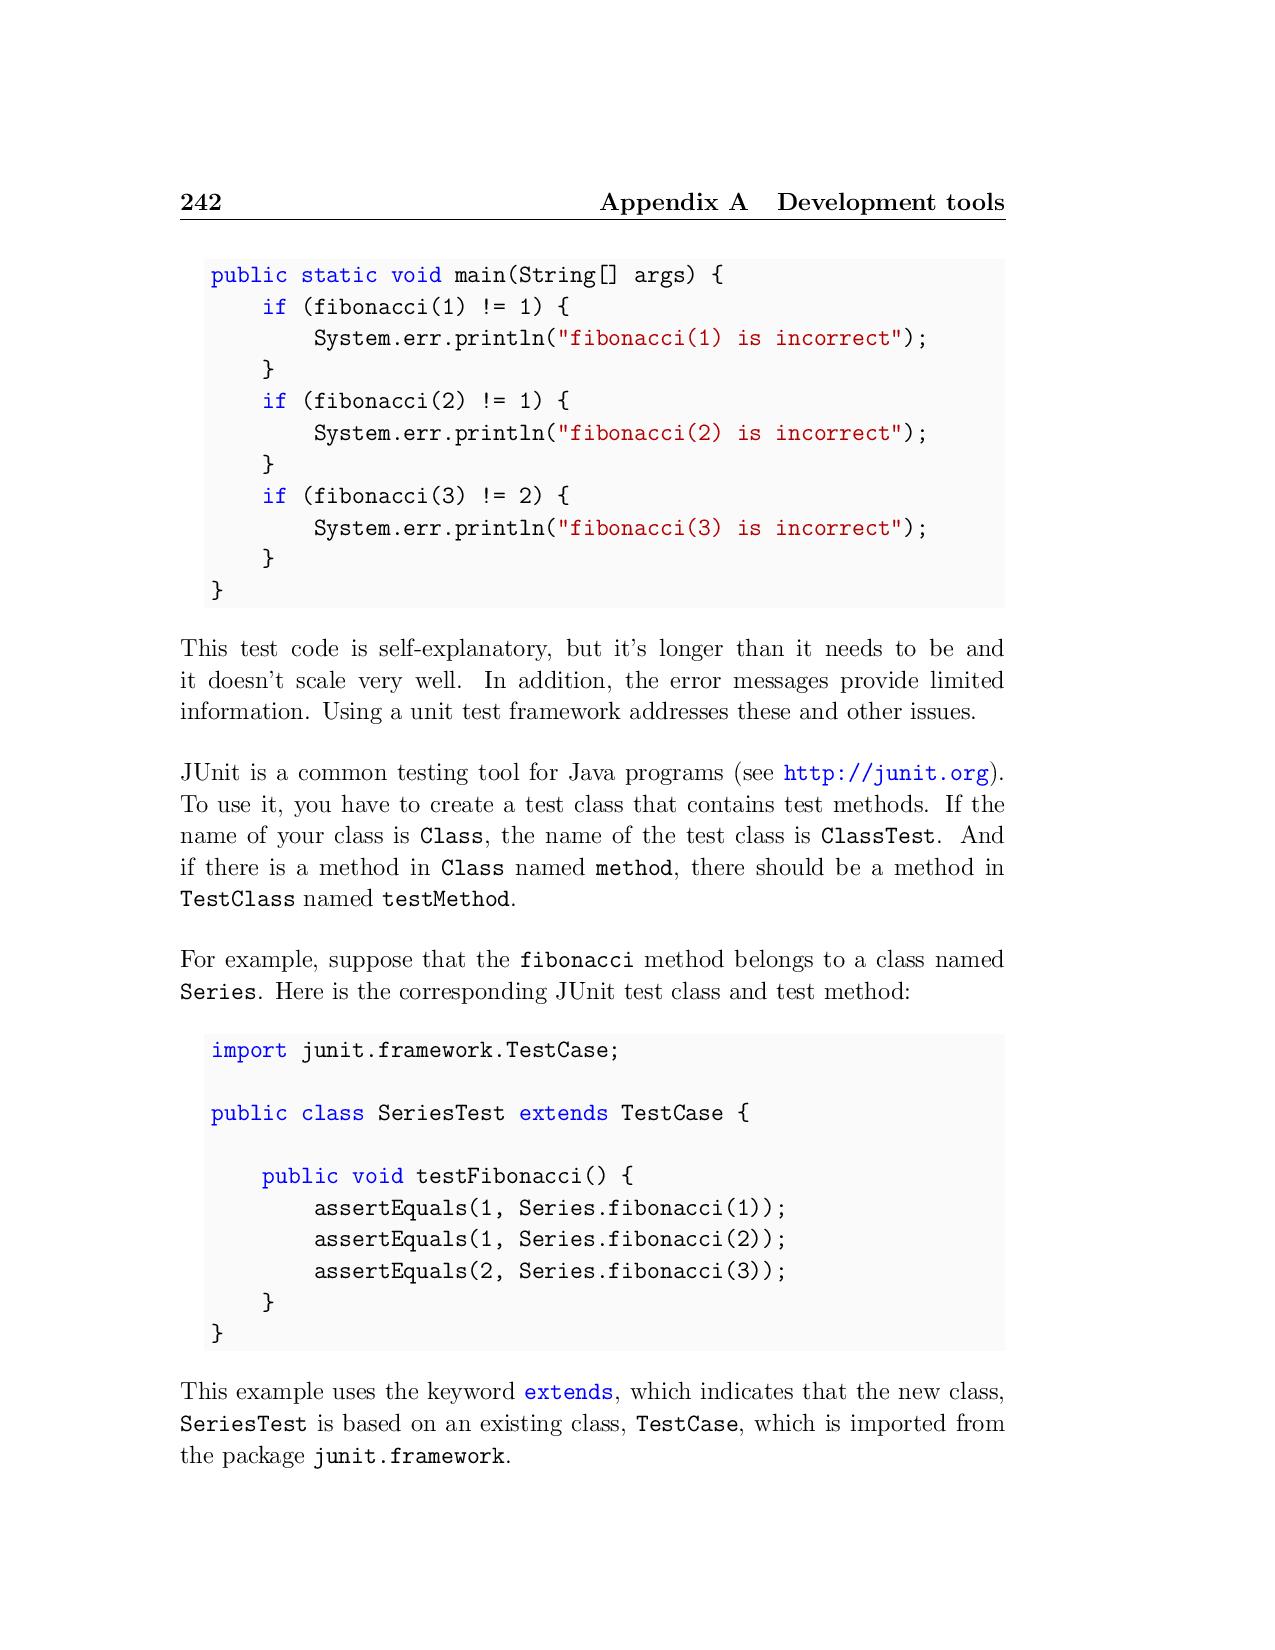 242 Appendix A Development tools
public static void main(String[] args) {
    if (fibonacci(1) != 1) {
        System.err.println("fibonacci(1) is incorrect");
    }
    if (fibonacci(2) != 1) {
        System.err.println("fibonacci(2) is incorrect");
    }
    if (fibonacci(3) != 2) {
        System.err.println("fibonacci(3) is incorrect");
    }
}
This test code is self-explanatory, but it's longer than it needs to be and
it doesn't scale very well. In addition, the error messages provide limited
information. Using a unit test framework addresses these and other issues.
JUnit is a common testing tool for Java programs (see http://junit.org).
To use it, you have to create a test class that contains test methods. If the
name of your class is Class, the name of the test class is ClassTest. And
if there is a method in Class named method, there should be a method in
TestClass named testMethod.
For example, suppose that the fibonacci method belongs to a class named
Series. Here is the corresponding JUnit test class and test method:
import junit.framework.TestCase;
public class SeriesTest extends TestCase {
    public void testFibonacci() {
        assertEquals(1, Series.fibonacci(1));
        assertEquals(1, Series.fibonacci(2));
        assertEquals(2, Series.fibonacci(3));
    }
}
This example uses the keyword extends, which indicates that the new class,
SeriesTest is based on an existing class, TestCase, which is imported from
the package junit.framework.